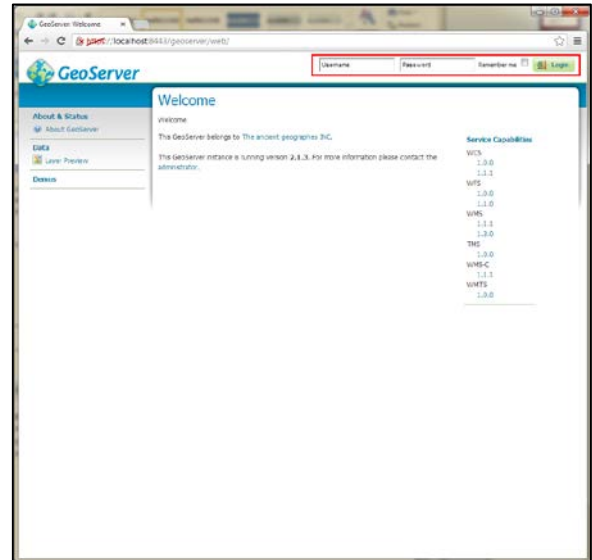 GeoServer: Welcome
https://localhost:8443/geoserver/web/
GeoServer
Username
Password
Remember me
Login
About & Status
About GeoServer
Data
Layer Preview
Demos
Welcome
Welcome
This GeoServer belongs to The ancient geographes INC.
This GeoServer instance is running version 2.1.3. For more information please contact the
administrator.
Service Capabilities
WCS
1.0.0
1.1.1
WFS
1.0.0
1.1.0
WMS
1.1.1
1.3.0
TMS
1.0.0
WMS-C
1.1.1
WMTS
1.0.0